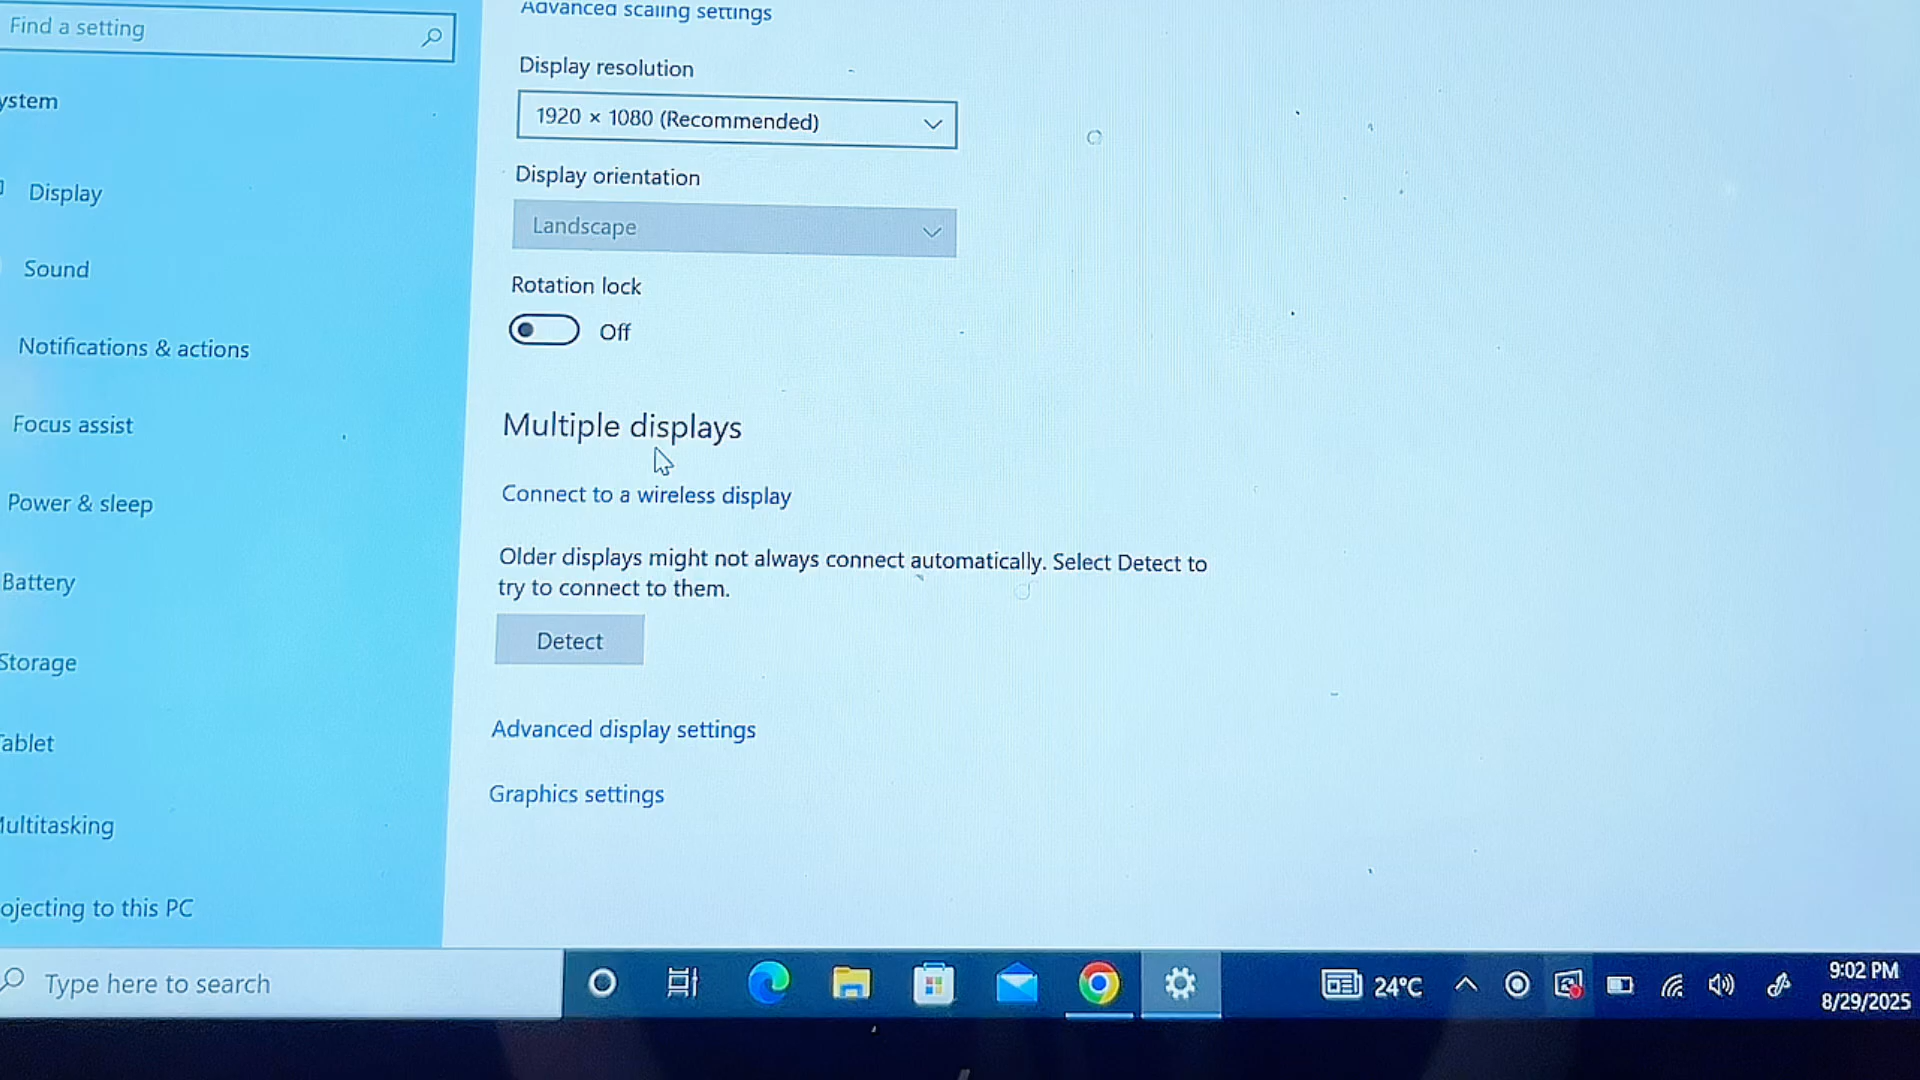 Find a setting
ystem
Display
Sound
Notifications & actions
Focus assist
Power & sleep
Battery
Storage
ablet
ultitasking
ojecting to this PC
Advanced scaling settings
Display resolution
1920 × 1080 (Recommended)
Display orientation
Landscape
Rotation lock
Off
Multiple displays
Connect to a wireless display
Older displays might not always connect automatically. Select Detect to
try to connect to them.
Detect
Advanced display settings
Graphics settings
Type here to search
24°C
9:02 PM
8/29/2025